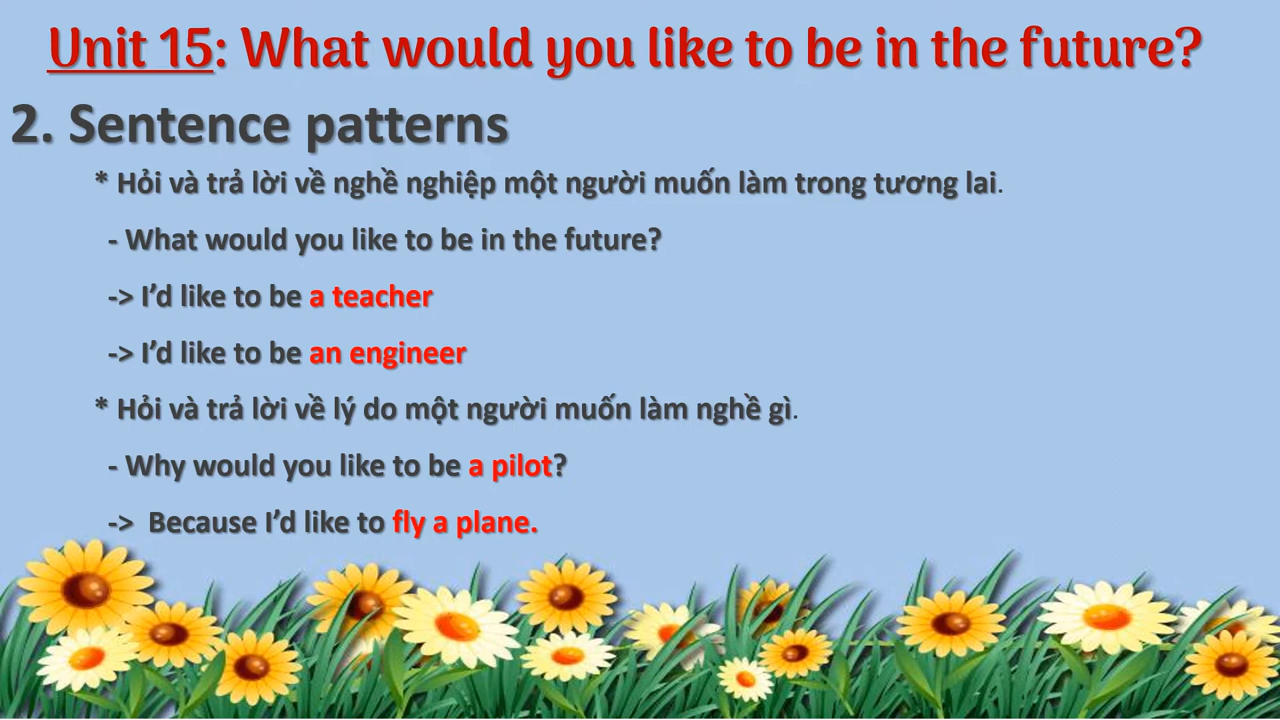 Unit 15: What would you like to be in the future?
2. Sentence patterns
* Hỏi và trả lời về nghề nghiệp một người muốn làm trong tương lai.
- What would you like to be in the future?
-> I’d like to be a teacher
-> I’d like to be an engineer
* Hỏi và trả lời về lý do một người muốn làm nghề gì.
- Why would you like to be a pilot?
-> Because I’d like to fly a plane.